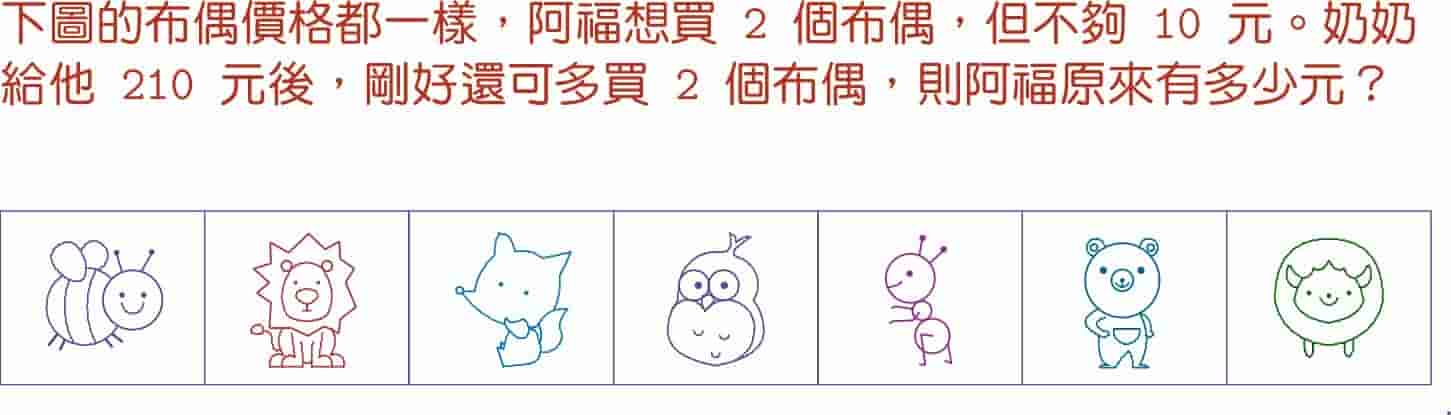 下圖的布偶價格都一樣，阿福想買 2 個布偶，但不夠 10 元。奶奶
給他 210 元後，剛好還可多買 2 個布偶，則阿福原來有多少元？